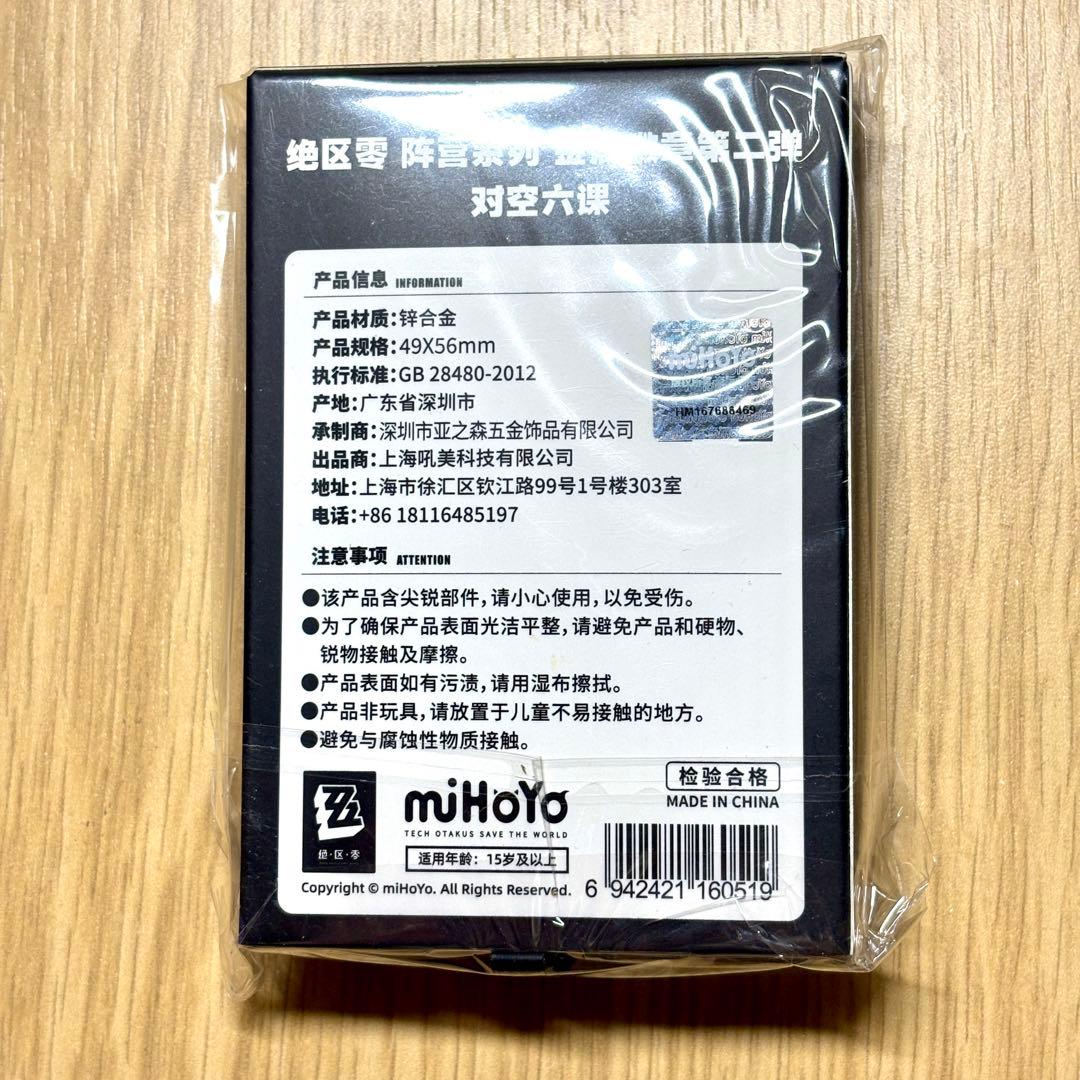 绝区零 阵营系列 金属徽章第二弹
对空六课
产品信息 INFORMATION
产品材质:锌合金
产品规格:49X56mm
执行标准:GB 28480-2012
产地:广东省深圳市
承制商:深圳市亚之森五金饰品有限公司
出品商:上海吼美科技有限公司
地址:上海市徐汇区钦江路99号1号楼303室
电话:+86 18116485197
miHoYo
HM167688469
注意事项 ATTENTION
●该产品含尖锐部件,请小心使用,以免受伤。
●为了确保产品表面光洁平整,请避免产品和硬物、
锐物接触及摩擦。
●产品表面如有污渍,请用湿布擦拭。
●产品非玩具,请放置于儿童不易接触的地方。
●避免与腐蚀性物质接触。
绝·区·零
miHoYo
TECH OTAKUS SAVE THE WORLD
适用年龄：15岁及以上
检验合格
MADE IN CHINA
Copyright © miHoYo. All Rights Reserved.
6 942421 160519